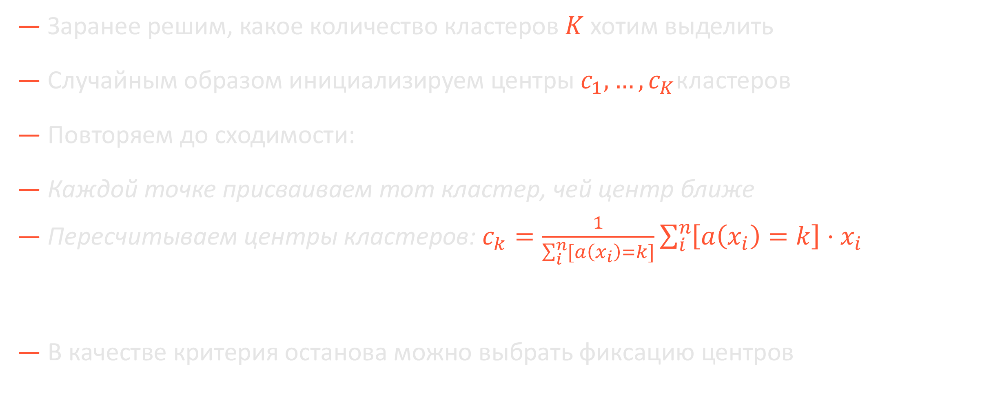 — Заранее решим, какое количество кластеров K хотим выделить
— Случайным образом инициализируем центры c_1, … , c_K кластеров
— Повторяем до сходимости:
— Каждой точке присваиваем тот кластер, чей центр ближе
— Пересчитываем центры кластеров: c_k = \frac{1}{\sum_i^n [a(x_i)=k]} \sum_i^n [a(x_i) = k] · x_i
— В качестве критерия останова можно выбрать фиксацию центров